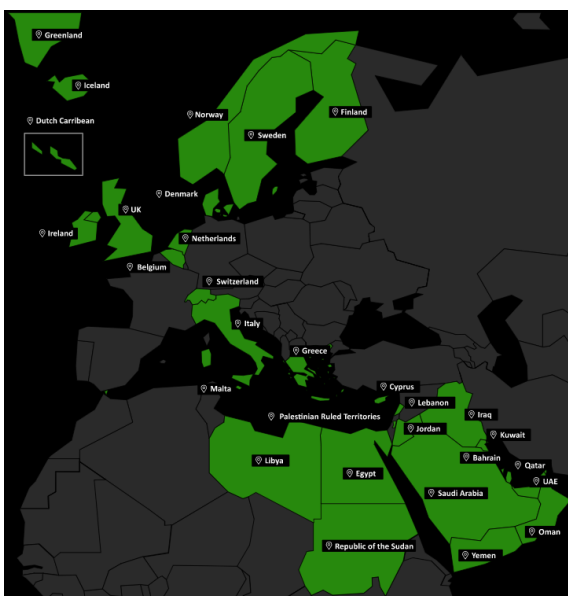 Greenland
Iceland
Dutch Carribean
Norway
Finland
Sweden
Denmark
UK
Ireland
Netherlands
Belgium
Switzerland
Italy
Greece
Malta
Cyprus
Lebanon
Palestinian Ruled Territories
Iraq
Jordan
Kuwait
Libya
Bahrain
Qatar
Egypt
UAE
Saudi Arabia
Oman
Republic of the Sudan
Yemen